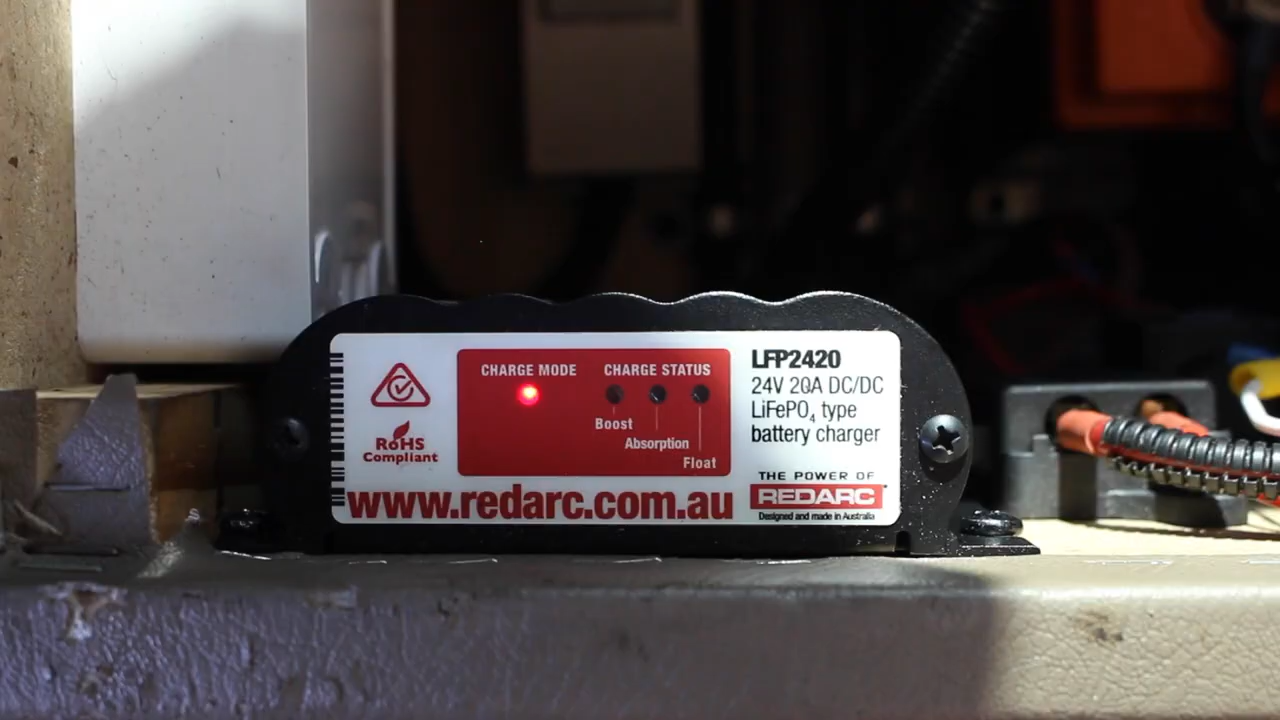 CHARGE MODE
CHARGE STATUS
Boost
Absorption
Float
RoHS
Compliant
www.redarc.com.au
LFP2420
24V 20A DC/DC
LiFePO4 type
battery charger
THE POWER OF
REDARC
Designed and made in Australia